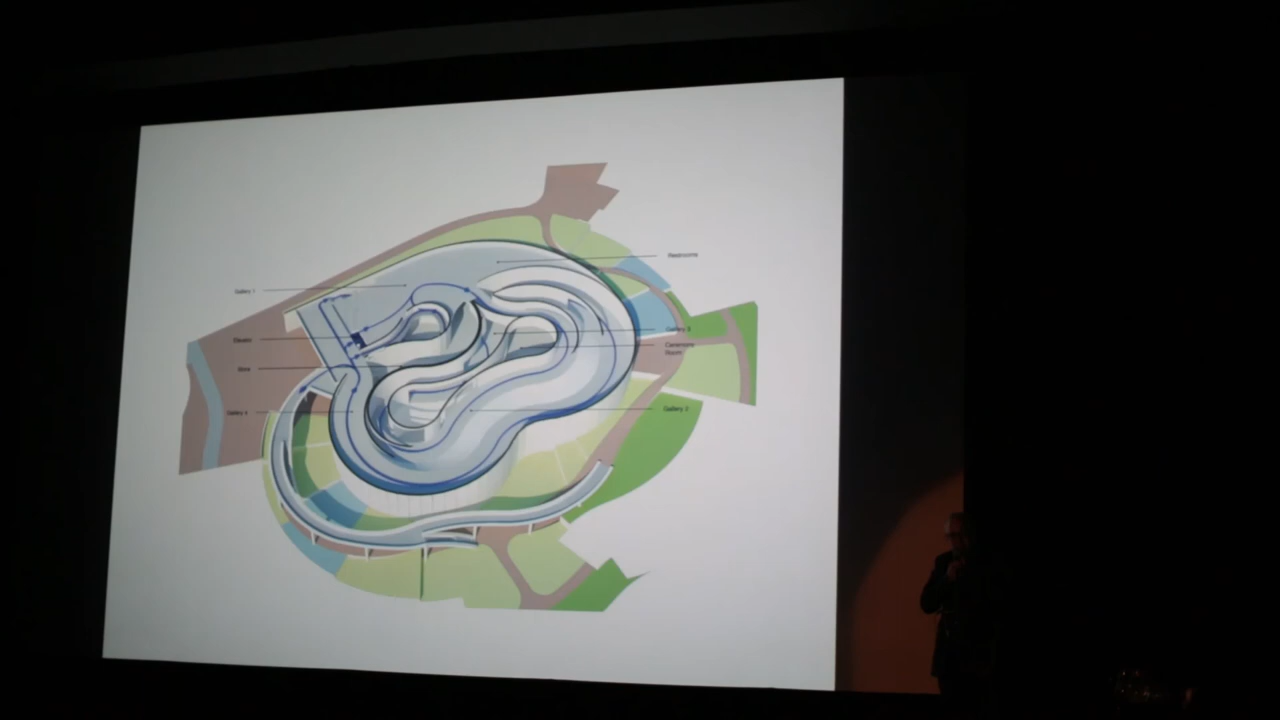 Restrooms
Gallery 1
Gallery 3
Elevator
Ceremony
Room
Store
Gallery 2
Gallery 4